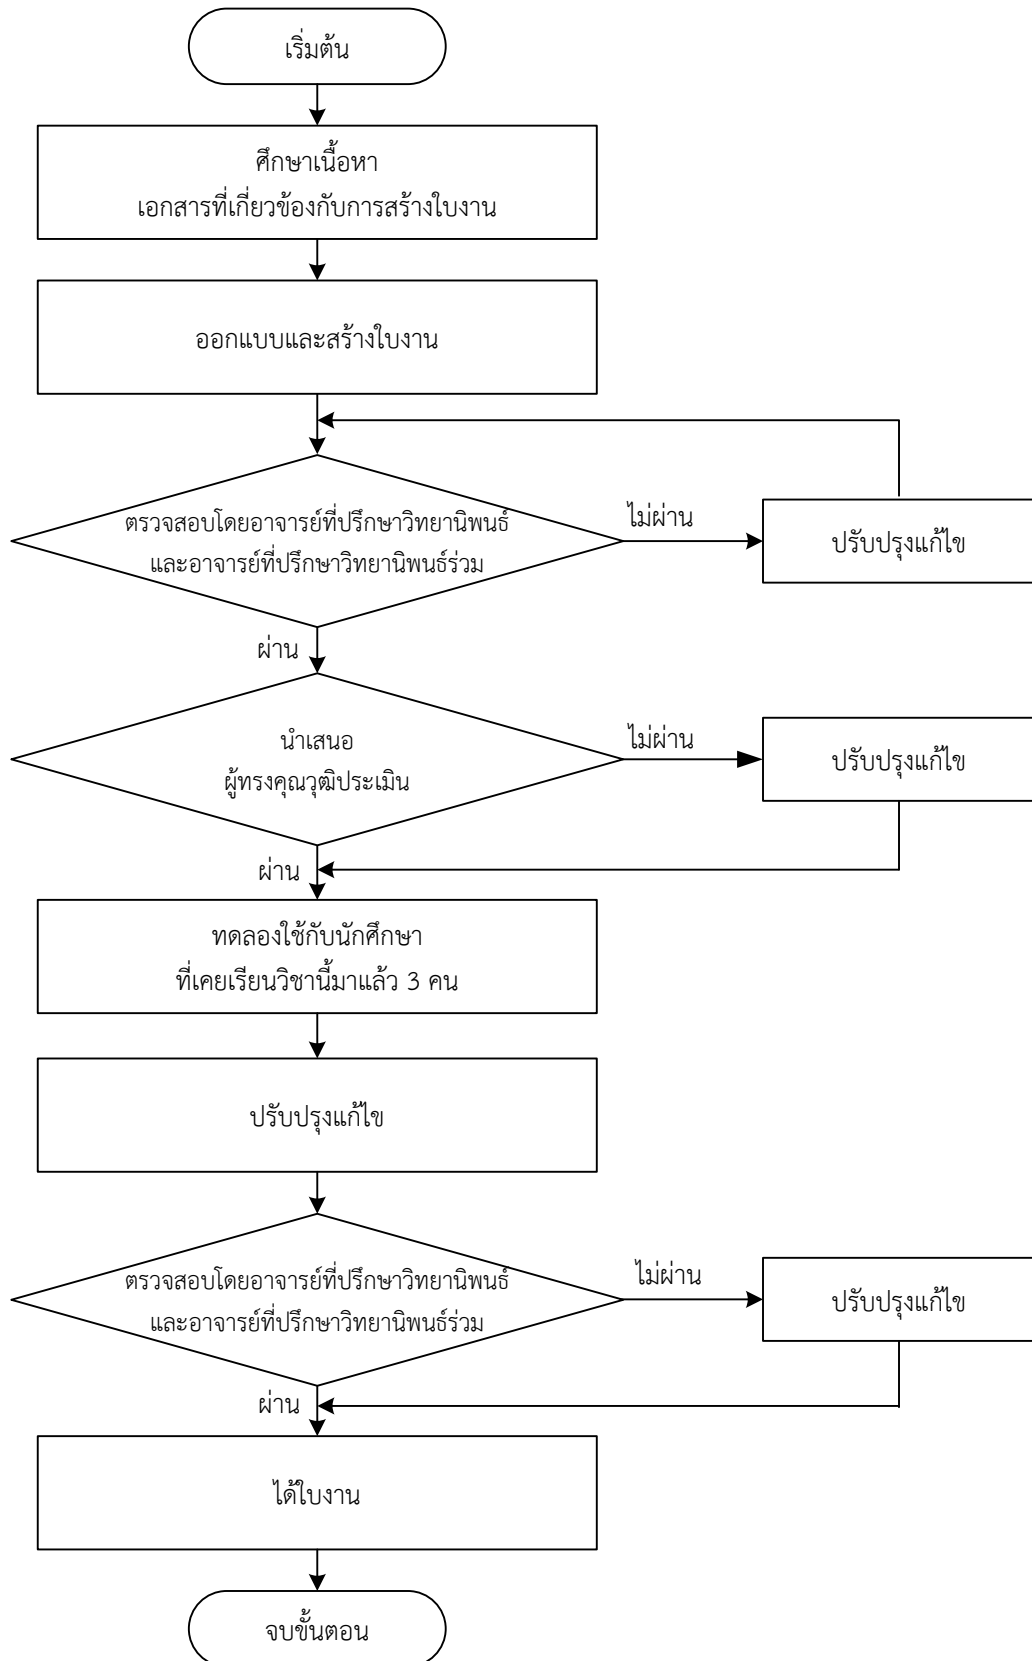 เริ่มต้น
ศึกษาเนื้อหา
เอกสารที่เกี่ยวข้องกับการสร้างใบงาน
ออกแบบและสร้างใบงาน
ตรวจสอบโดยอาจารย์ที่ปรึกษาวิทยานิพนธ์
และอาจารย์ที่ปรึกษาวิทยานิพนธ์ร่วม
ไม่ผ่าน
ปรับปรุงแก้ไข
ผ่าน
นำเสนอ
ผู้ทรงคุณวุฒิประเมิน
ไม่ผ่าน
ปรับปรุงแก้ไข
ผ่าน
ทดลองใช้กับนักศึกษา
ที่เคยเรียนวิชานี้มาแล้ว 3 คน
ปรับปรุงแก้ไข
ตรวจสอบโดยอาจารย์ที่ปรึกษาวิทยานิพนธ์
และอาจารย์ที่ปรึกษาวิทยานิพนธ์ร่วม
ไม่ผ่าน
ปรับปรุงแก้ไข
ผ่าน
ได้ใบงาน
จบขั้นตอน